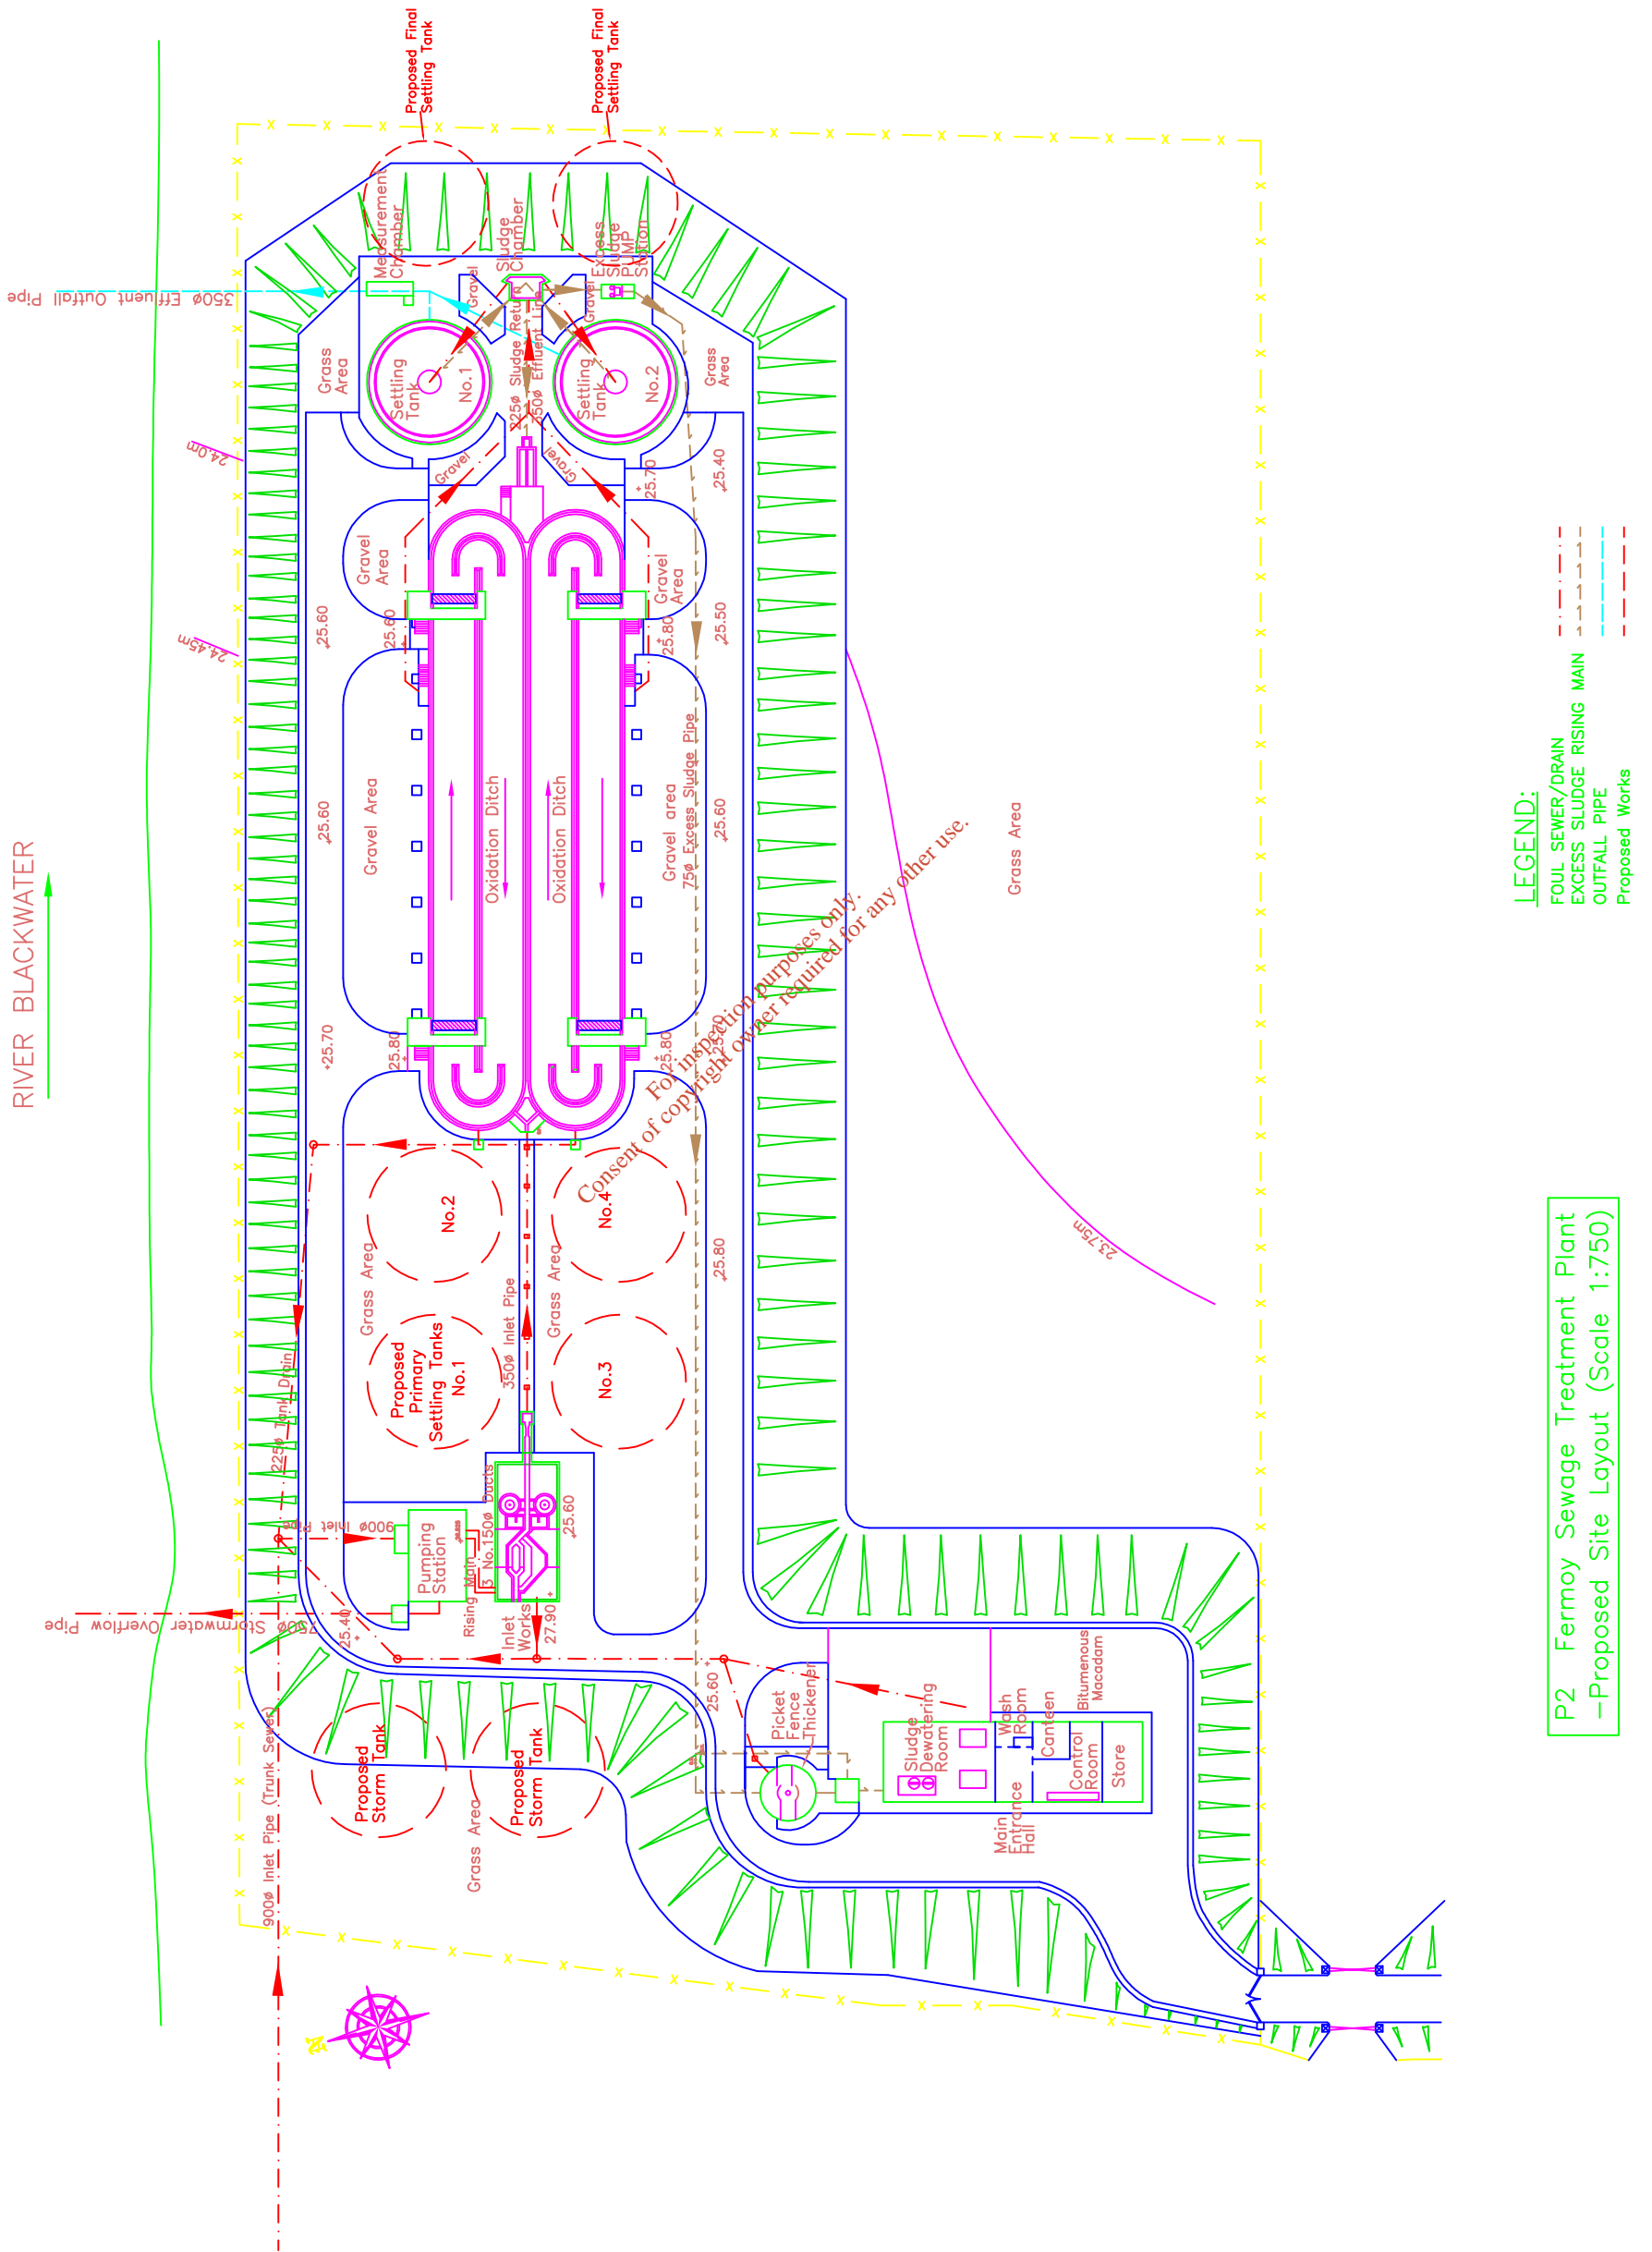 RIVER BLACKWATER
Proposed Final
Settling Tank
Proposed Final
Settling Tank
350ø Effluent Outfall Pipe
Measurement
Chamber
Sludge
Chamber
Excess
Sludge
PUMP
Station
Gravel
Gravel
Grass
Area
Settling
Tank
No.1
225ø Sludge Return
350ø Effluent Line
Settling
Tank
No.2
Grass
Area
24.0m
Gravel
Gravel
25.70
25.40
Gravel
Area
Gravel
Area
24.45m
25.60
25.60
25.80
25.50
25.60
Gravel Area
Oxidation Ditch
Oxidation Ditch
Gravel area
75ø Excess Sludge Pipe
25.60
Grass Area
For inspection purposes only.
Consent of copyright owner required for any other use.
25.70
25.80
25.80
25.70
No.2
No.4
Grass Area
Grass Area
25.80
23.75m
350ø Inlet Pipe
Proposed
Primary
Settling Tanks
No.1
No.3
225ø Tank Drain
900ø Inlet Pipe
Pumping
Station
Rising Main
3 No.150ø Ducts
25.60
750ø Stormwater Overflow Pipe
25.40
Inlet
Works
27.90
25.60
900ø Inlet Pipe (Trunk Sewer)
Proposed
Storm Tank
Proposed
Storm Tank
Grass Area
Picket
Fence
Thickener
Sludge
Dewatering
Room
Wash
Room
Canteen
Bitumenous
Macadam
Control
Room
Store
Main
Entrance
Hall
N
LEGEND:
FOUL SEWER/DRAIN
EXCESS SLUDGE RISING MAIN
OUTFALL PIPE
Proposed Works
P2 Fermoy Sewage Treatment Plant
-Proposed Site Layout (Scale 1:750)